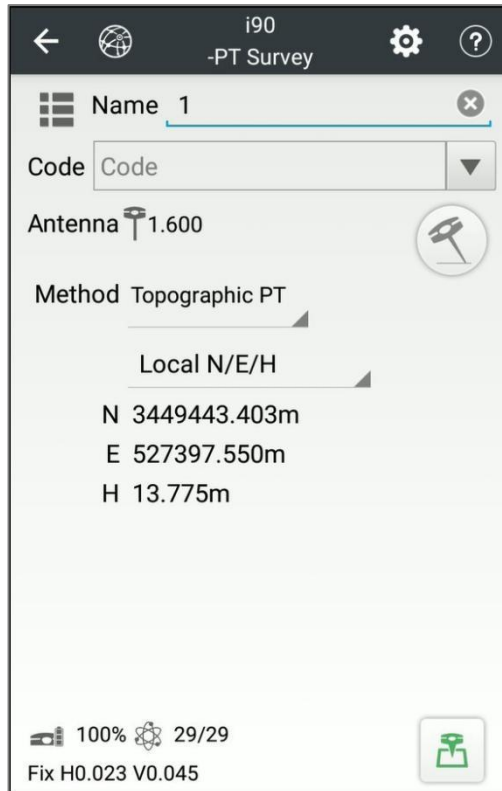 i90
-PT Survey
Name 1
Code Code
Antenna 1.600
Method Topographic PT
Local N/E/H
N 3449443.403m
E 527397.550m
H 13.775m
100% 29/29
Fix H0.023 V0.045